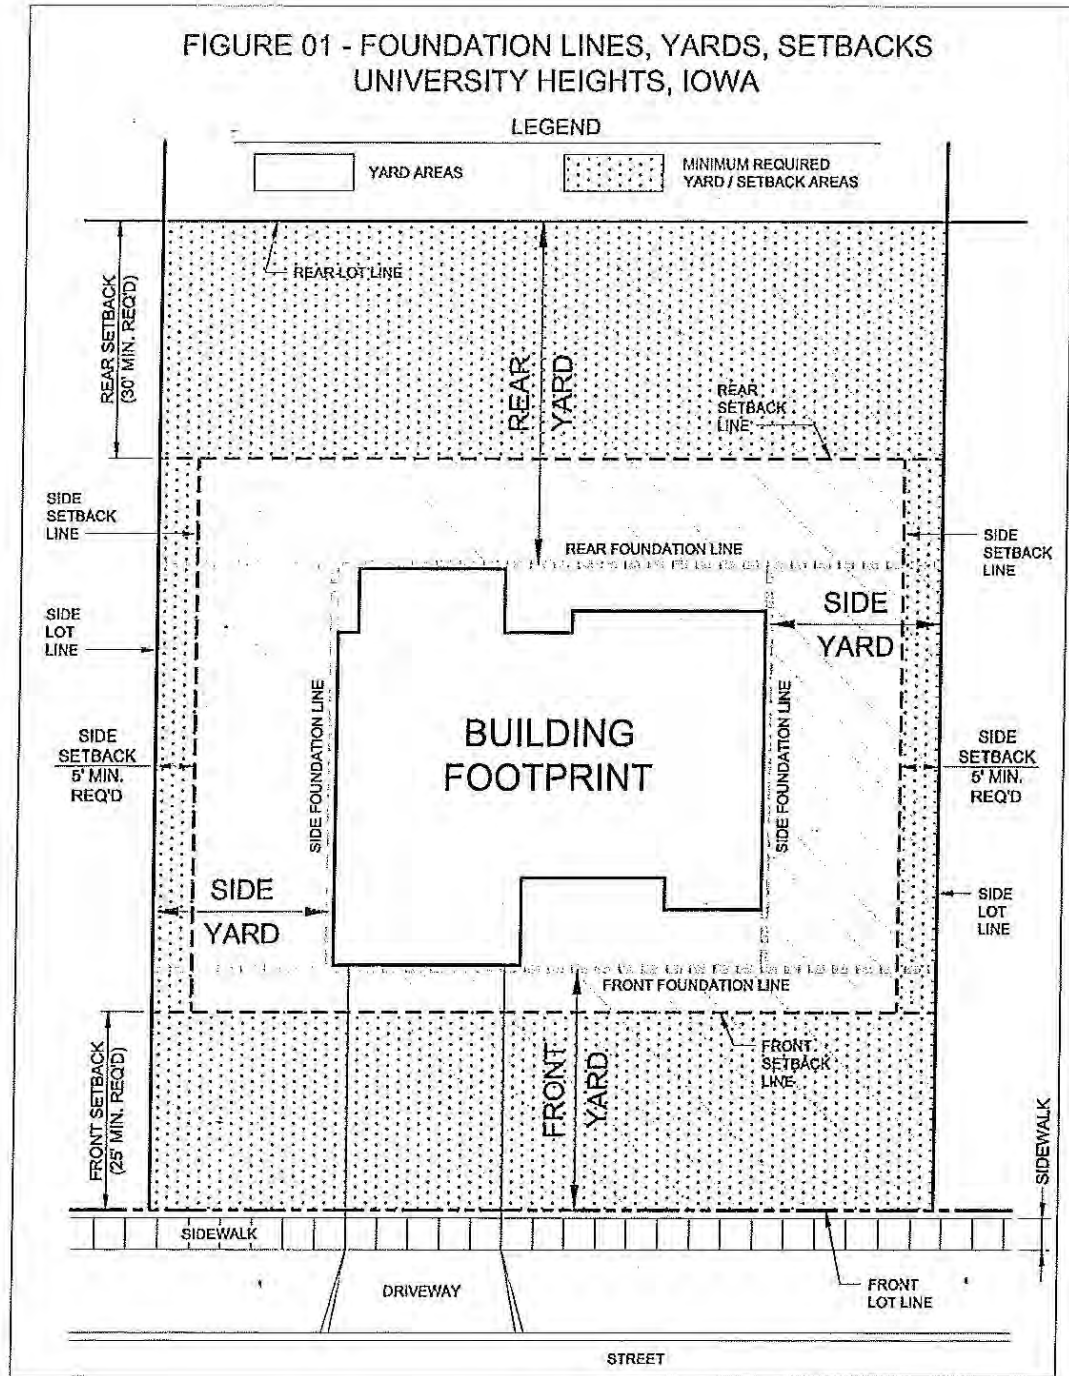 FIGURE 01 - FOUNDATION LINES, YARDS, SETBACKS
UNIVERSITY HEIGHTS, IOWA
LEGEND
YARD AREAS
MINIMUM REQUIRED
YARD / SETBACK AREAS
REAR LOT LINE
REAR SETBACK
(30' MIN. REQ'D)
REAR
YARD
REAR
SETBACK
LINE
SIDE
SETBACK
LINE
REAR FOUNDATION LINE
SIDE
SETBACK
LINE
SIDE
LOT
LINE
SIDE
YARD
SIDE FOUNDATION LINE
BUILDING
FOOTPRINT
SIDE FOUNDATION LINE
SIDE
SETBACK
5' MIN.
REQ'D
SIDE
SETBACK
5' MIN.
REQ'D
SIDE
YARD
SIDE
LOT
LINE
FRONT FOUNDATION LINE
FRONT SETBACK
(25' MIN. REQ'D)
FRONT
YARD
FRONT
SETBACK
LINE
SIDEWALK
SIDEWALK
DRIVEWAY
FRONT
LOT LINE
STREET